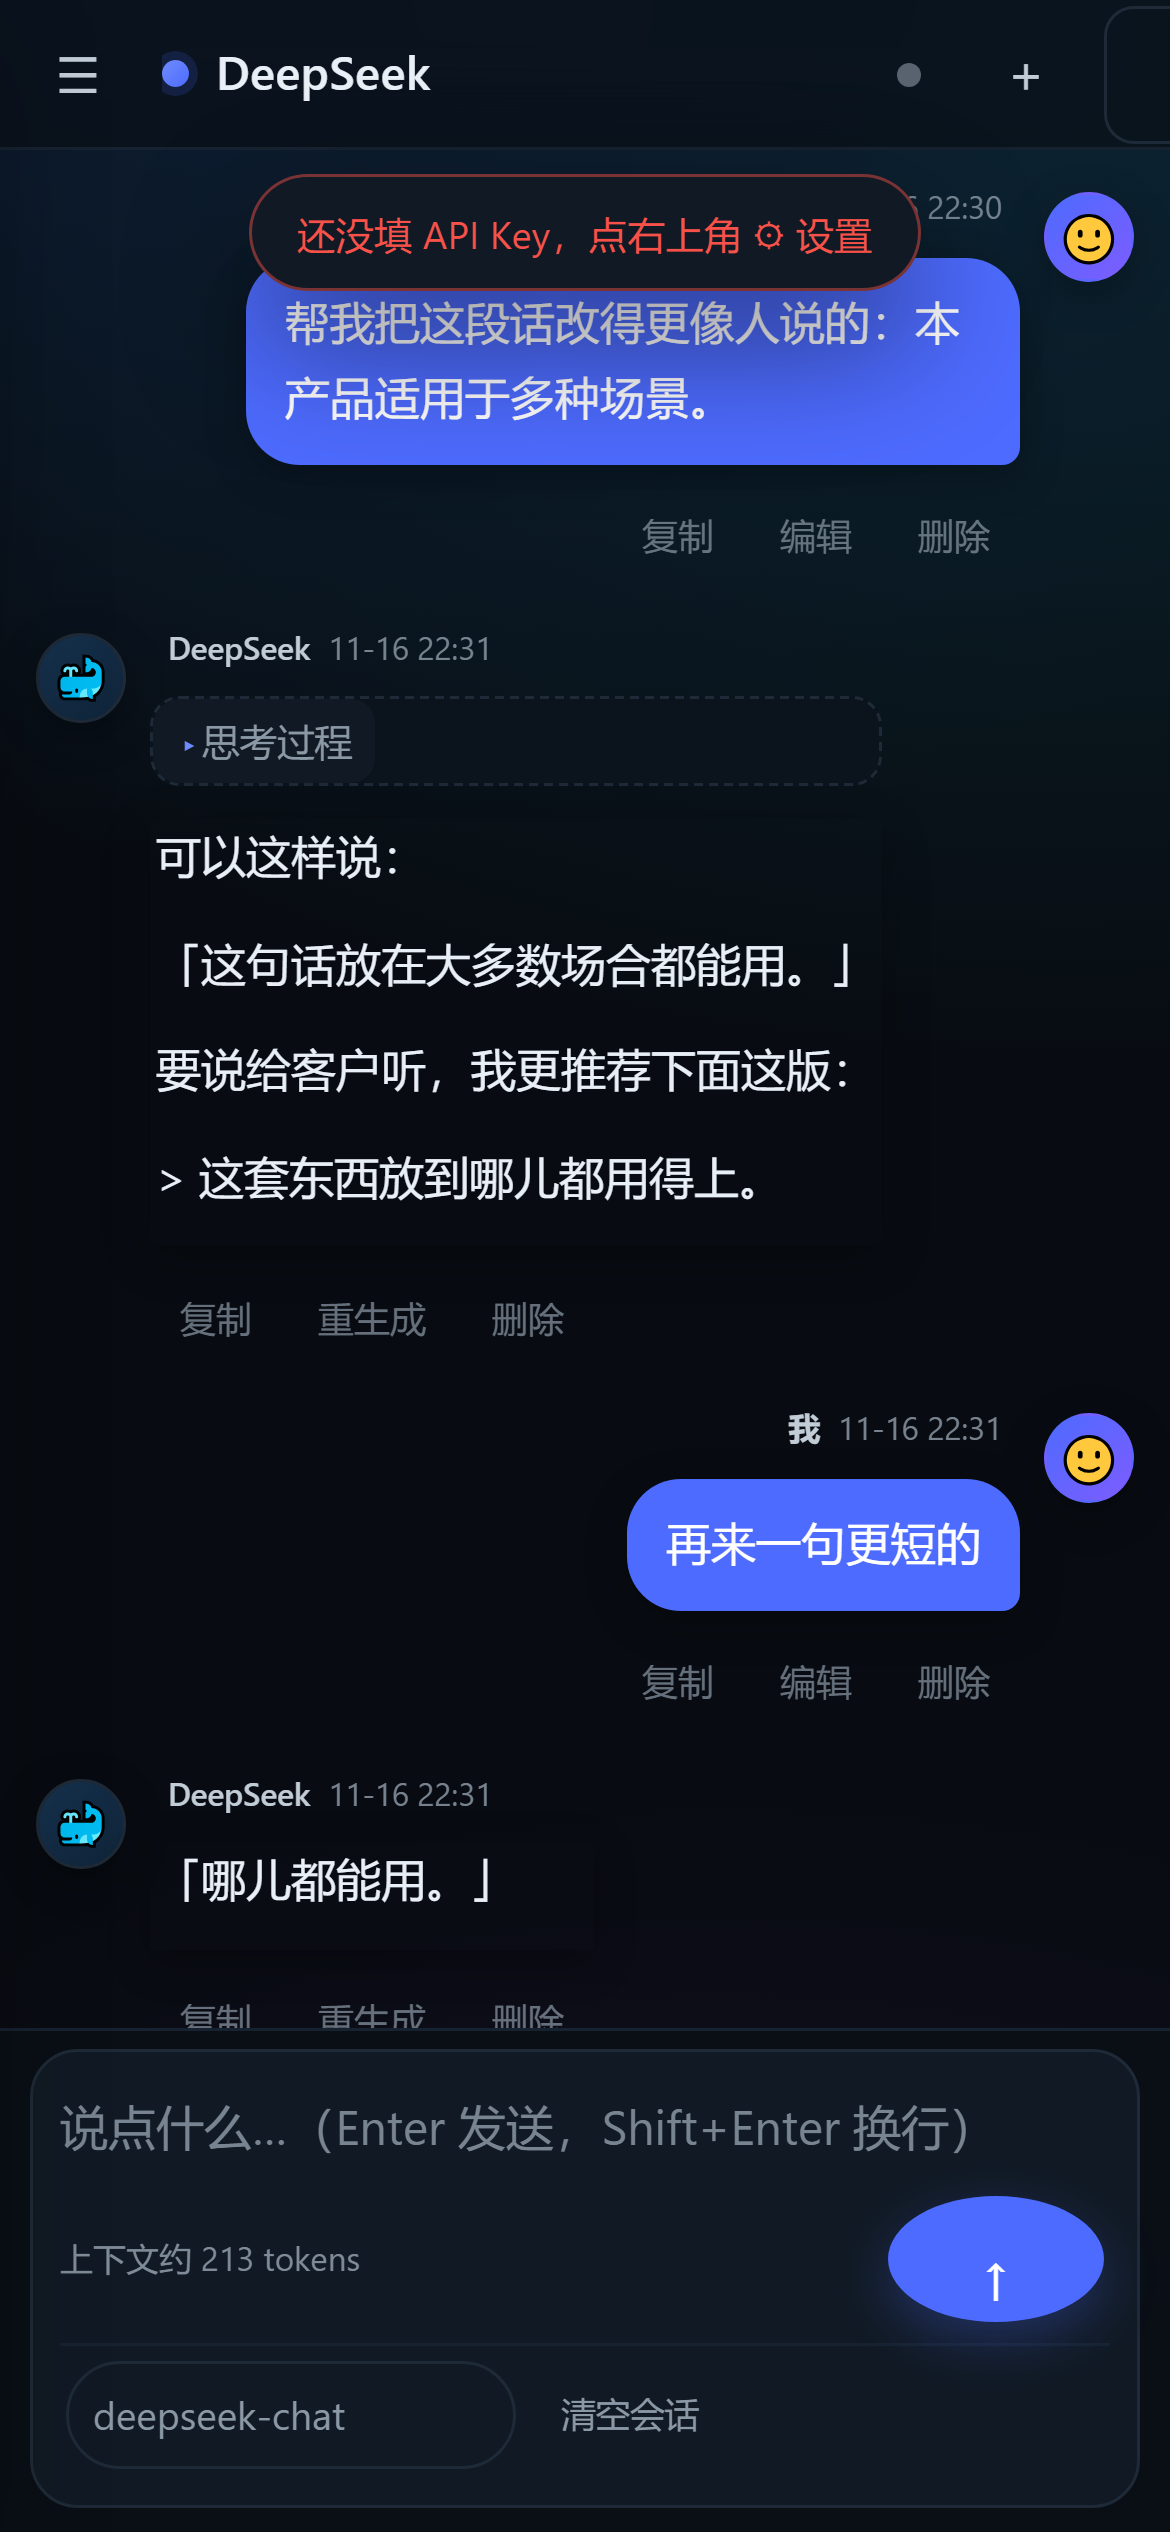 DeepSeek
+
还没填 API Key，点右上角 ⚙ 设置
22:30
帮我把这段话改得更像人说的：本
产品适用于多种场景。
复制 编辑 删除
DeepSeek 11-16 22:31
▸思考过程
可以这样说：
「这句话放在大多数场合都能用。」
要说给客户听，我更推荐下面这版：
> 这套东西放到哪儿都用得上。
复制 重生成 删除
我 11-16 22:31
再来一句更短的
复制 编辑 删除
DeepSeek 11-16 22:31
「哪儿都能用。」
复制 重生成 删除
说点什么...（Enter 发送，Shift+Enter 换行）
上下文约 213 tokens
↑
deepseek-chat 清空会话